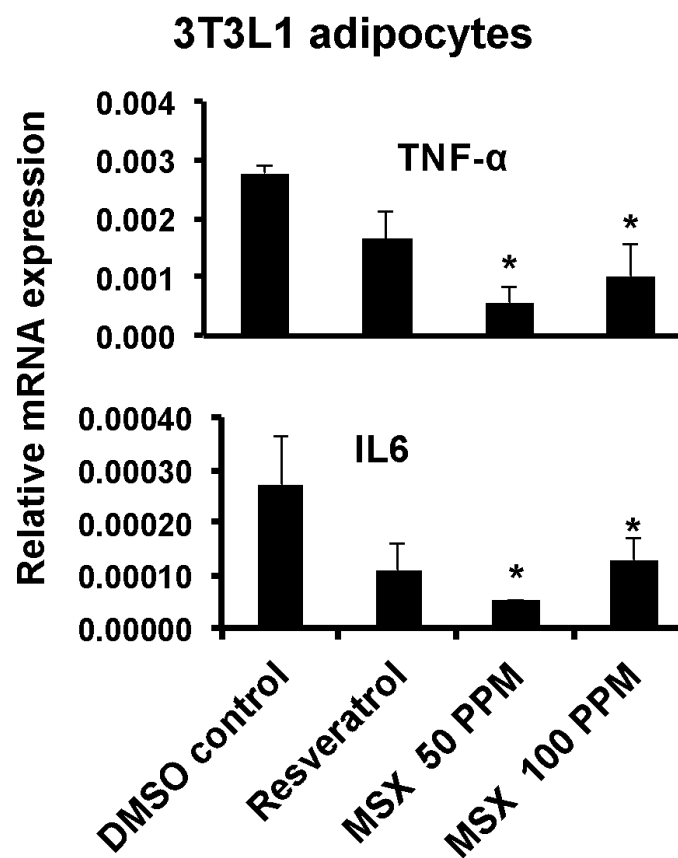 3T3L1 adipocytes
Relative mRNA expression
0.004
0.003
0.002
0.001
0.000
TNF-α
*
*
0.00040
0.00030
0.00020
0.00010
0.00000
IL6
*
*
DMSO control
Resveratrol
MSX 50 PPM
MSX 100 PPM